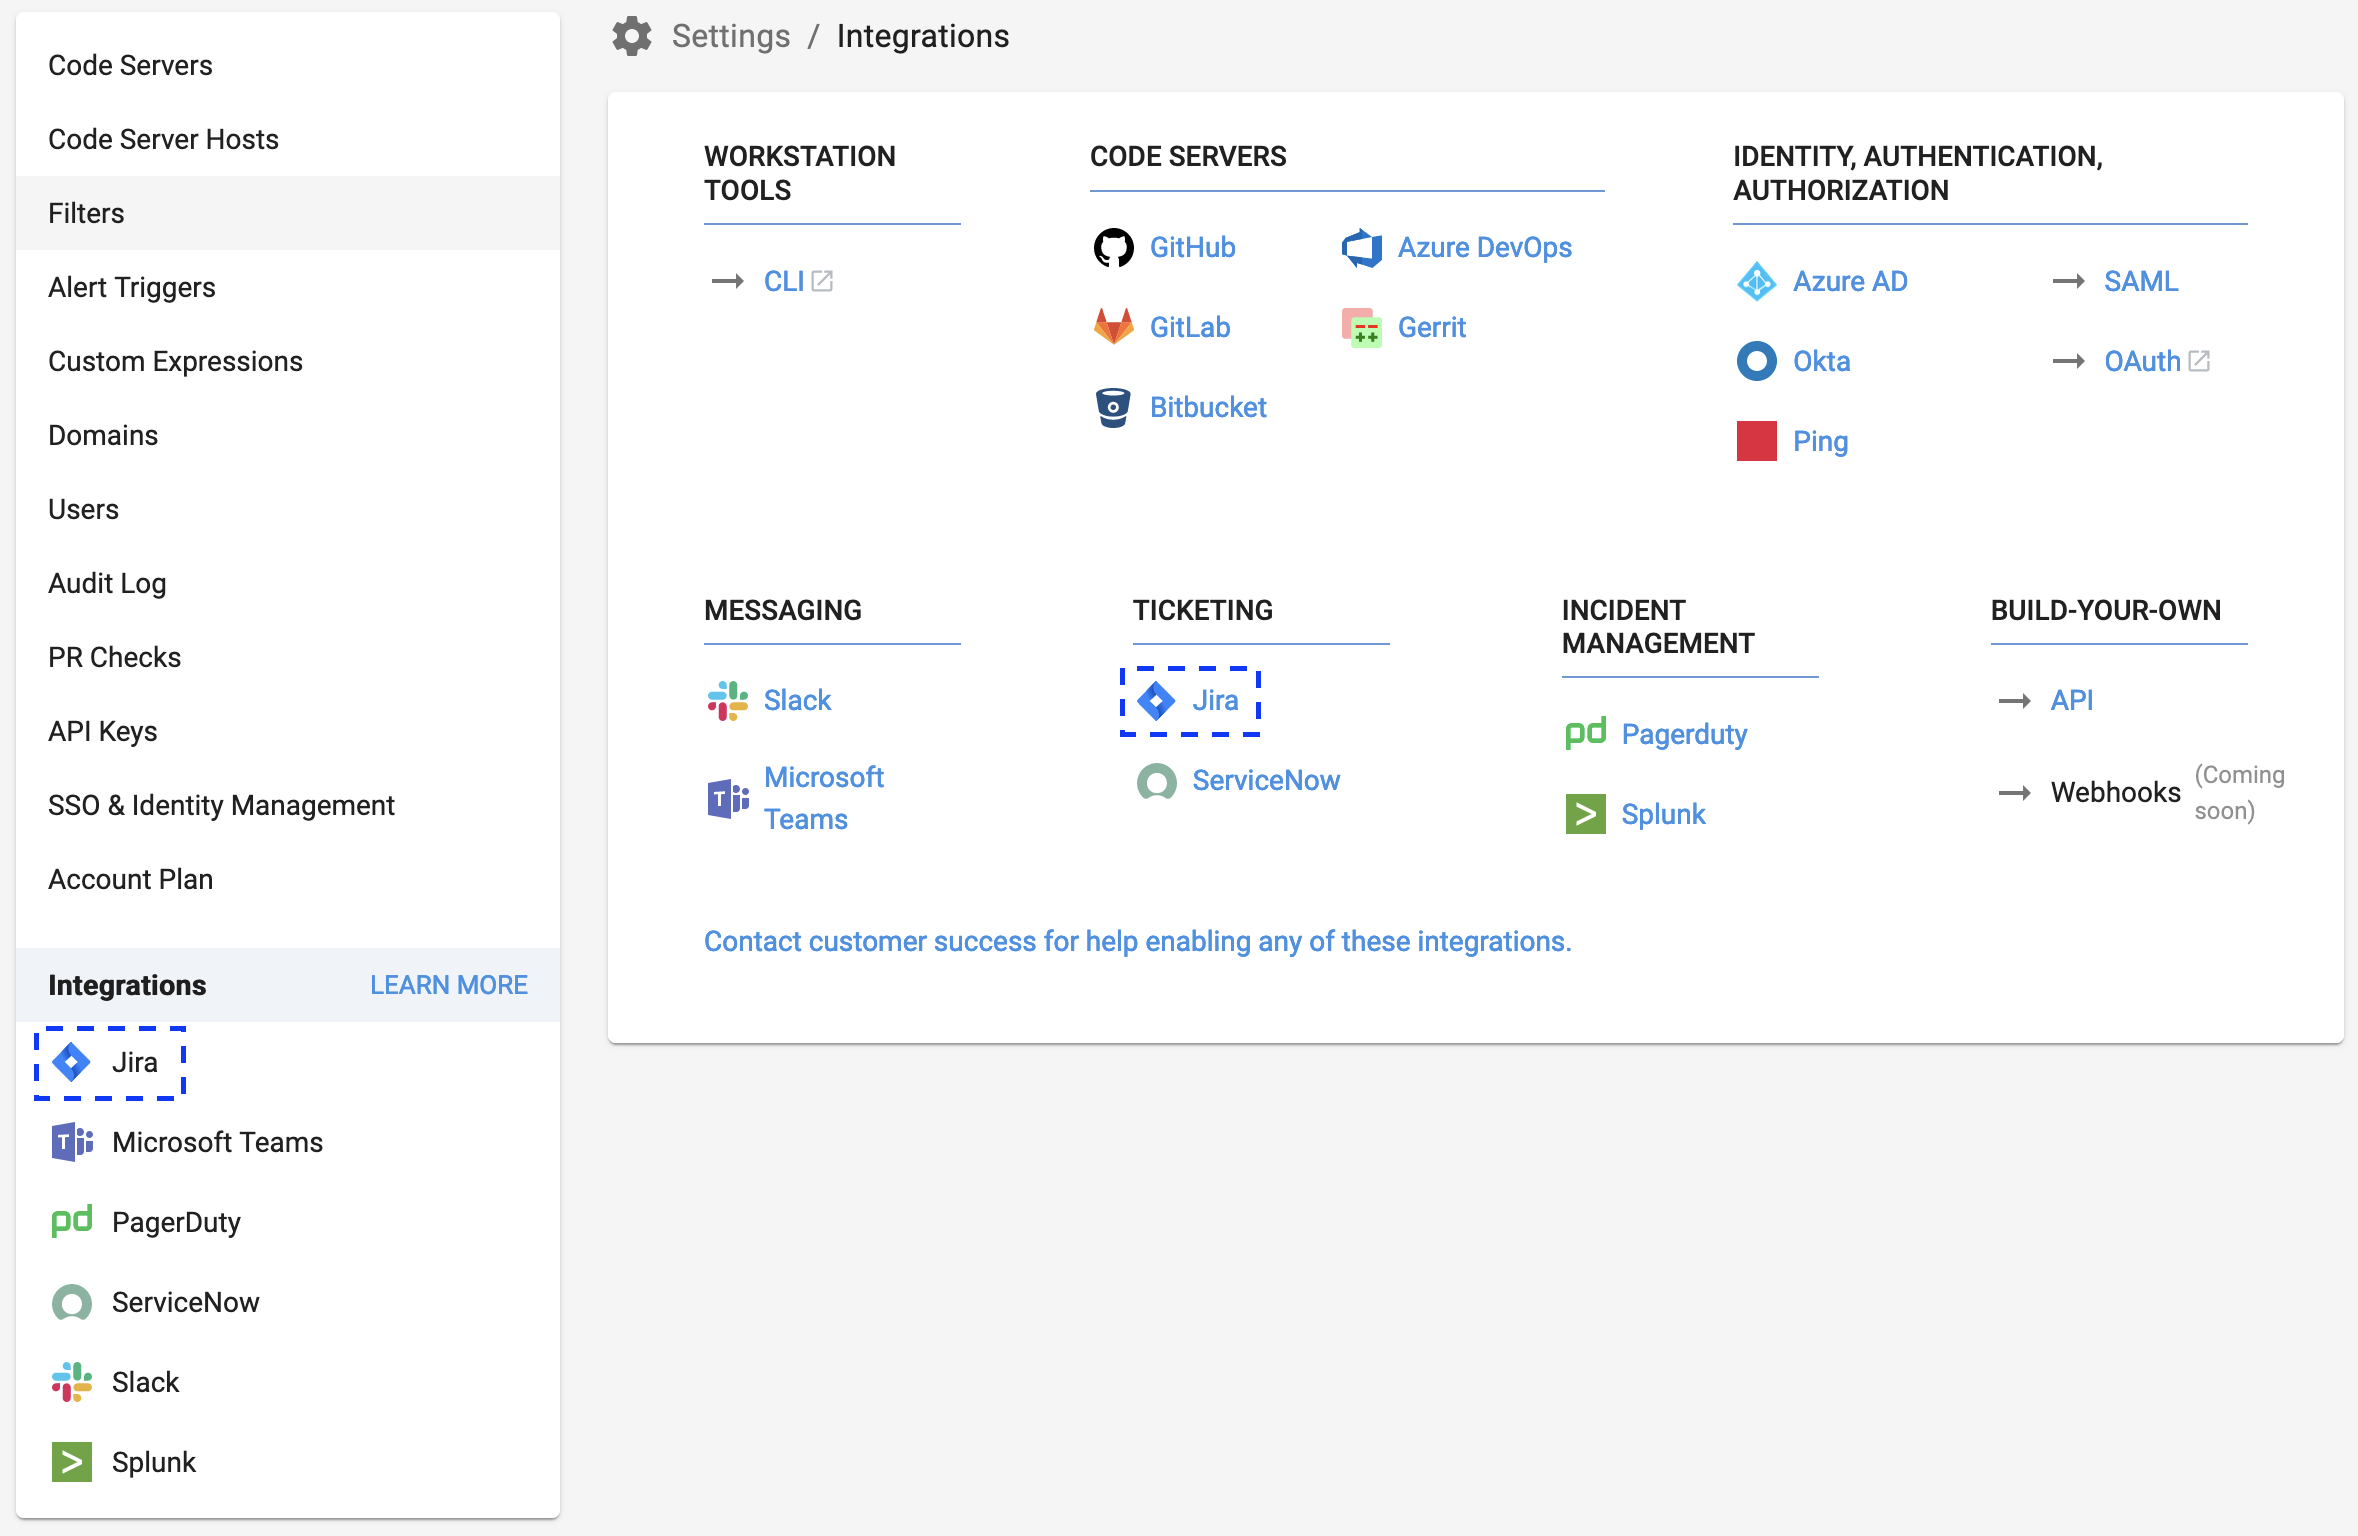 Code Servers
Code Server Hosts
Filters
Alert Triggers
Custom Expressions
Domains
Users
Audit Log
PR Checks
API Keys
SSO & Identity Management
Account Plan
Integrations LEARN MORE
Jira
Microsoft Teams
PagerDuty
ServiceNow
Slack
Splunk
Settings / Integrations
WORKSTATION
TOOLS
CLI
CODE SERVERS
GitHub
Azure DevOps
GitLab
Gerrit
Bitbucket
IDENTITY, AUTHENTICATION,
AUTHORIZATION
Azure AD
SAML
Okta
OAuth
Ping
MESSAGING
Slack
Microsoft
Teams
TICKETING
Jira
ServiceNow
INCIDENT
MANAGEMENT
Pagerduty
Splunk
BUILD-YOUR-OWN
API
Webhooks (Coming
soon)
Contact customer success for help enabling any of these integrations.